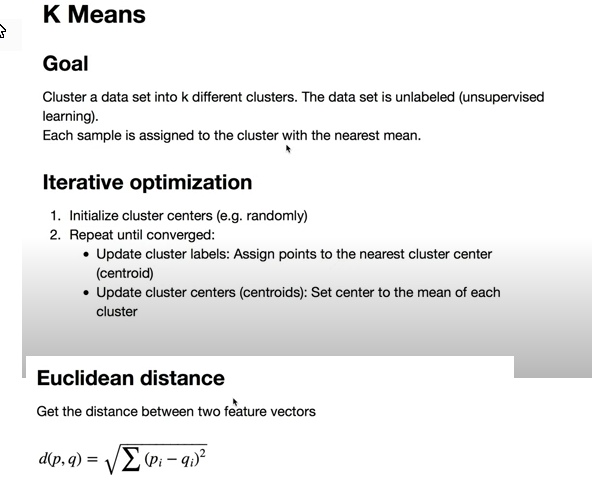 K Means
Goal
Cluster a data set into k different clusters. The data set is unlabeled (unsupervised
learning).
Each sample is assigned to the cluster with the nearest mean.
Iterative optimization
1. Initialize cluster centers (e.g. randomly)
2. Repeat until converged:
• Update cluster labels: Assign points to the nearest cluster center
(centroid)
• Update cluster centers (centroids): Set center to the mean of each
cluster
Euclidean distance
Get the distance between two feature vectors
d(p, q) = √∑ (pᵢ − qᵢ)²